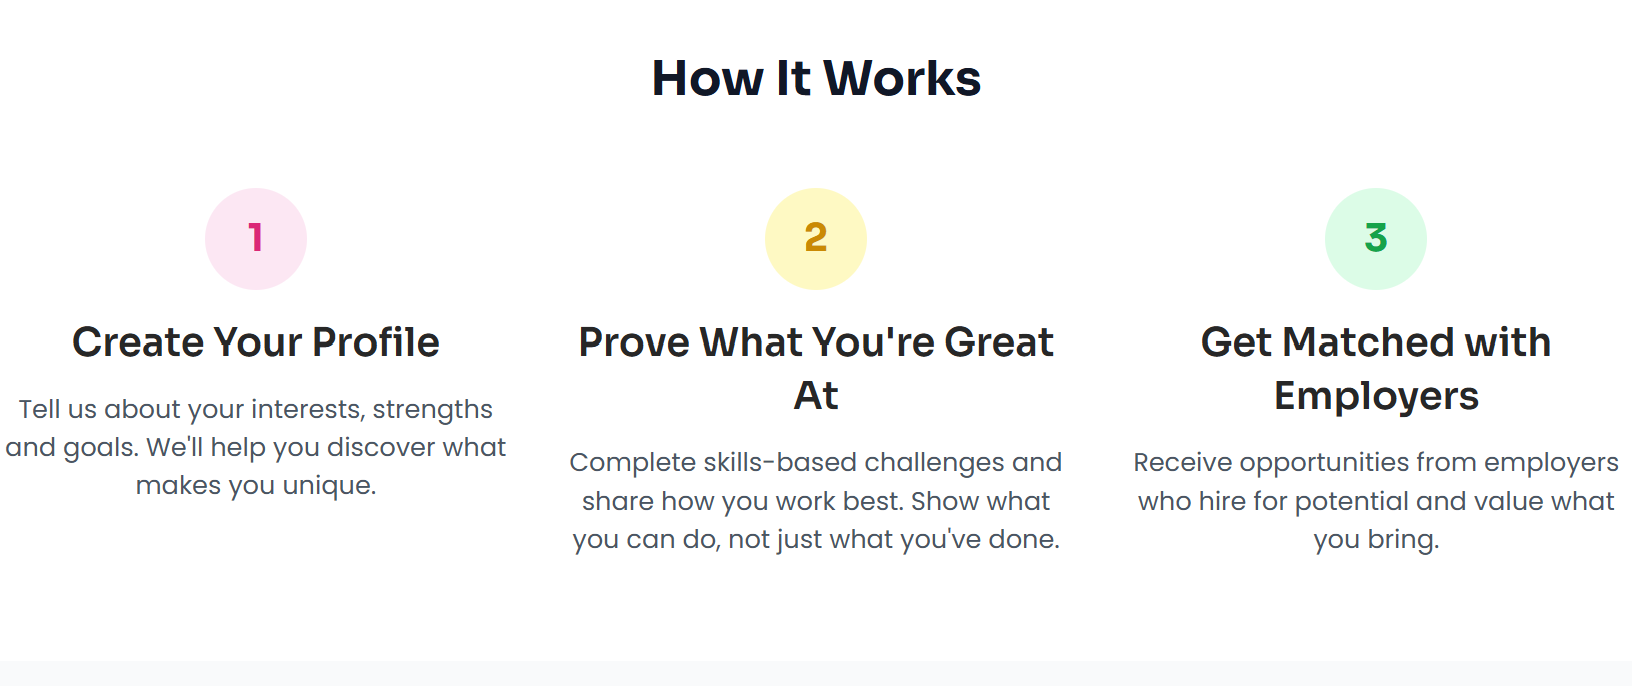 How It Works
1
Create Your Profile
Tell us about your interests, strengths
and goals. We'll help you discover what
makes you unique.
2
Prove What You're Great
At
Complete skills-based challenges and
share how you work best. Show what
you can do, not just what you've done.
3
Get Matched with
Employers
Receive opportunities from employers
who hire for potential and value what
you bring.